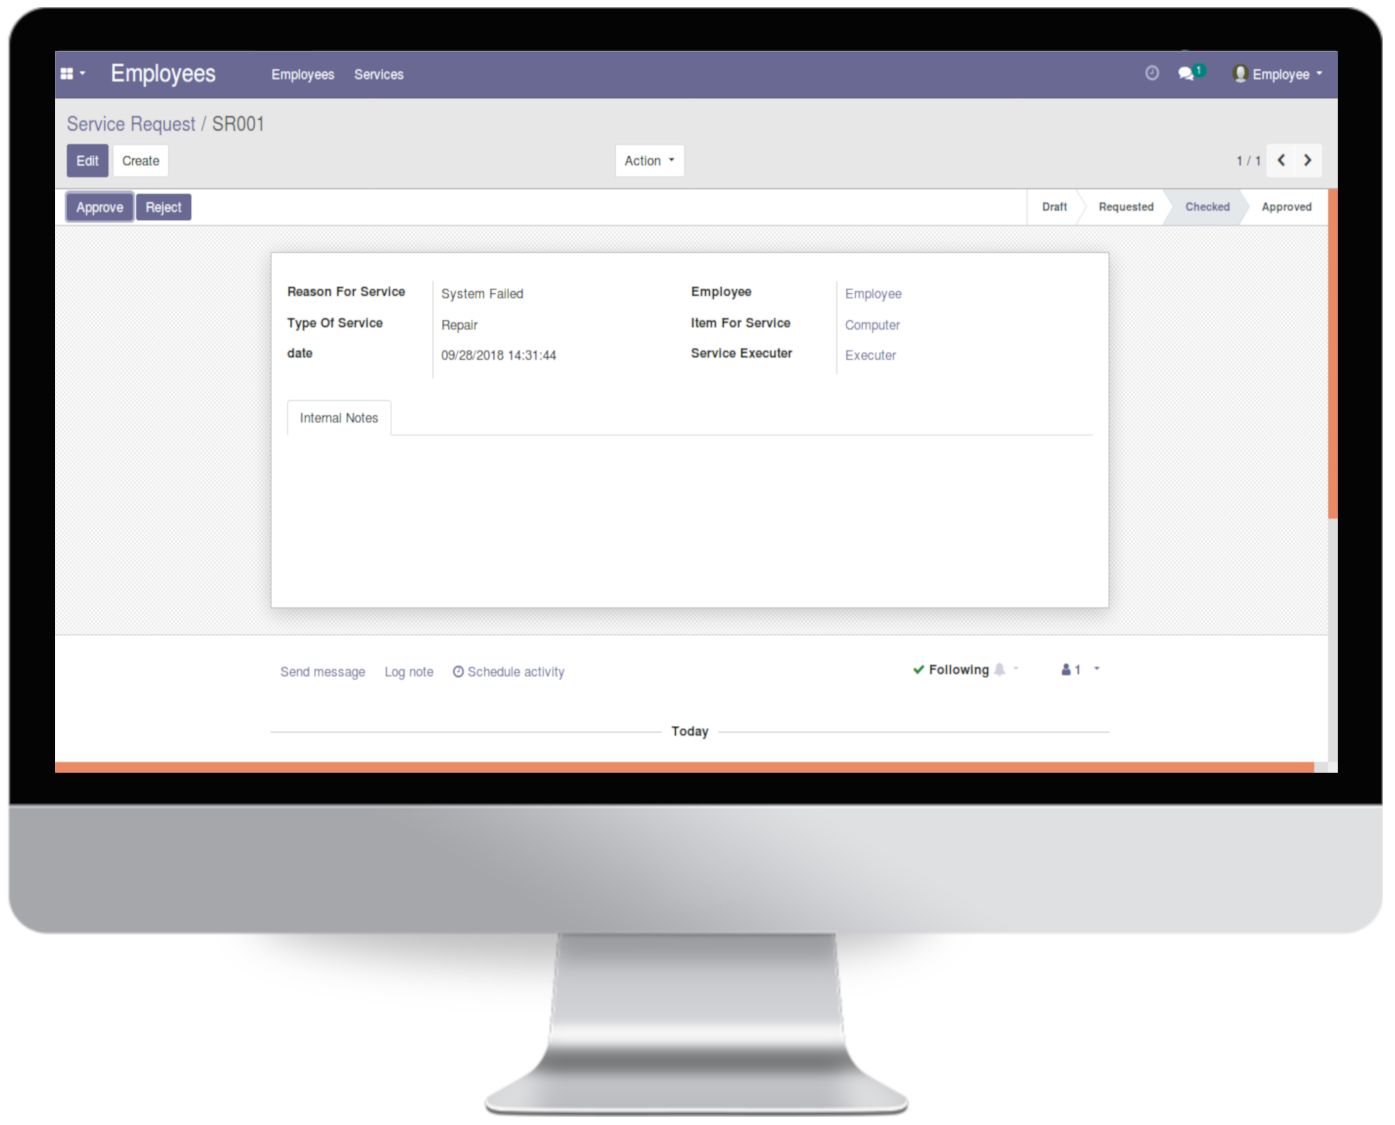 Employees Employees Services 1 Employee
Service Request / SR001
Edit Create Action 1 / 1
Approve Reject Draft Requested Checked Approved
Reason For Service System Failed Employee Employee
Type Of Service Repair Item For Service Computer
date 09/28/2018 14:31:44 Service Executer Executer
Internal Notes
Send message Log note Schedule activity Following 1
Today